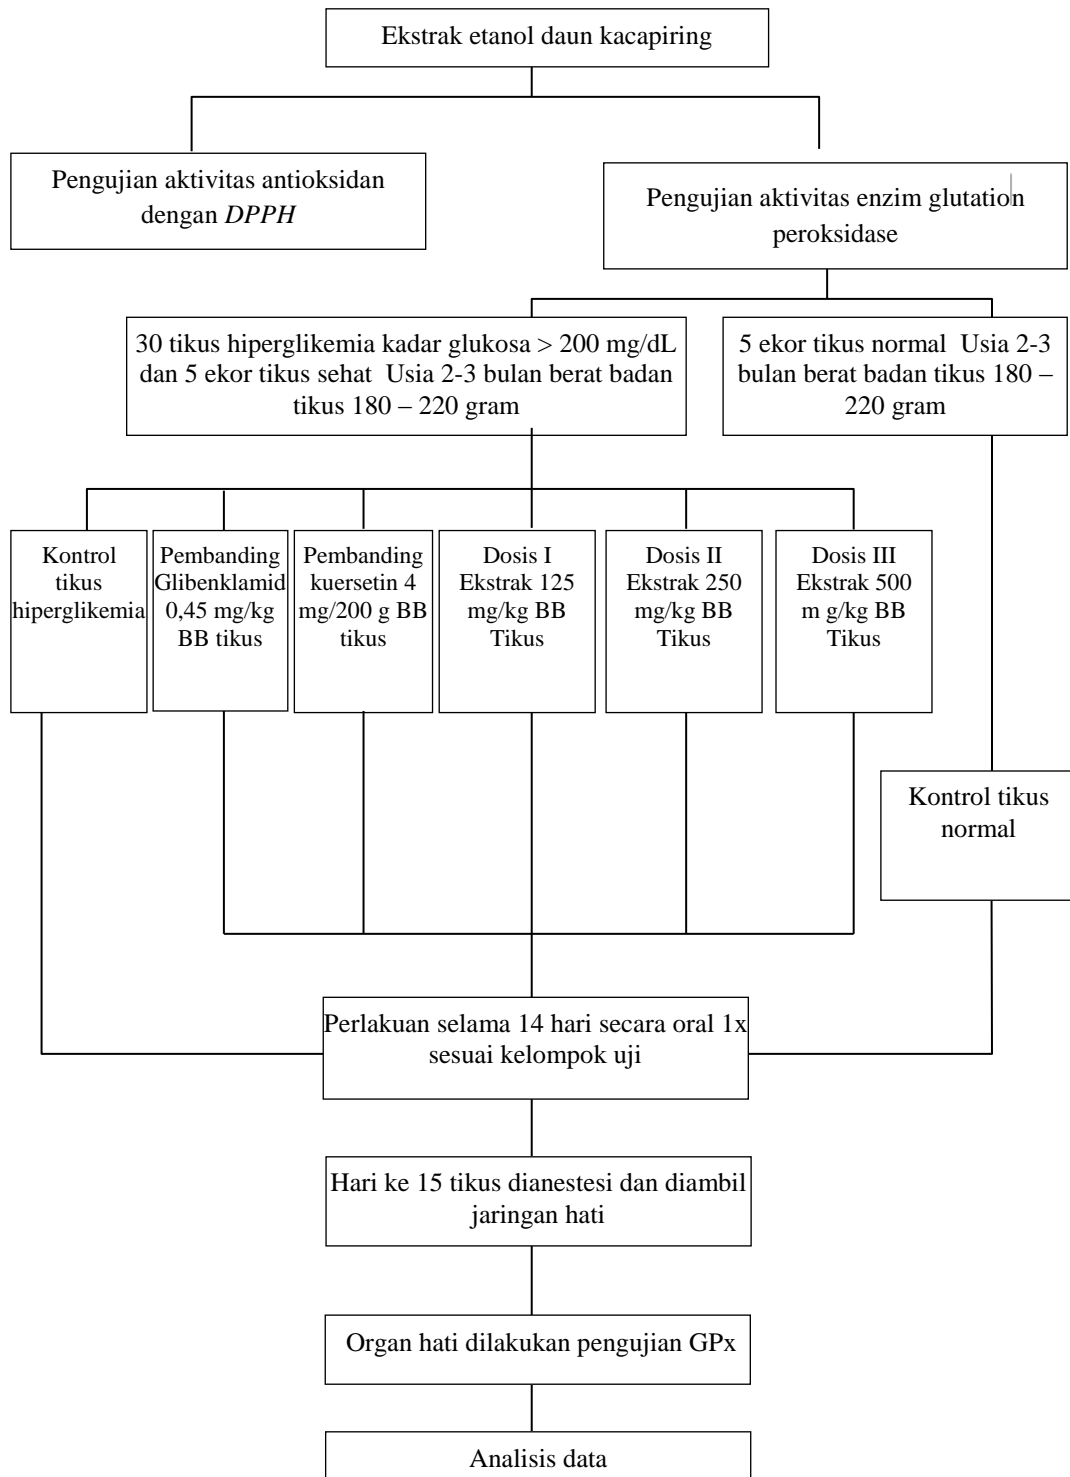 Ekstrak etanol daun kacapiring
Pengujian aktivitas antioksidan
dengan DPPH
Pengujian aktivitas enzim glutation
peroksidase
30 tikus hiperglikemia kadar glukosa > 200 mg/dL
dan 5 ekor tikus sehat Usia 2-3 bulan berat badan
tikus 180 – 220 gram
5 ekor tikus normal Usia 2-3
bulan berat badan tikus 180 –
220 gram
Kontrol
tikus
hiperglikemia
Pembanding
Glibenklamid
0,45 mg/kg
BB tikus
Pembanding
kuersetin 4
mg/200 g BB
tikus
Dosis I
Ekstrak 125
mg/kg BB
Tikus
Dosis II
Ekstrak 250
mg/kg BB
Tikus
Dosis III
Ekstrak 500
m g/kg BB
Tikus
Kontrol tikus
normal
Perlakuan selama 14 hari secara oral 1x
sesuai kelompok uji
Hari ke 15 tikus dianestesi dan diambil
jaringan hati
Organ hati dilakukan pengujian GPx
Analisis data